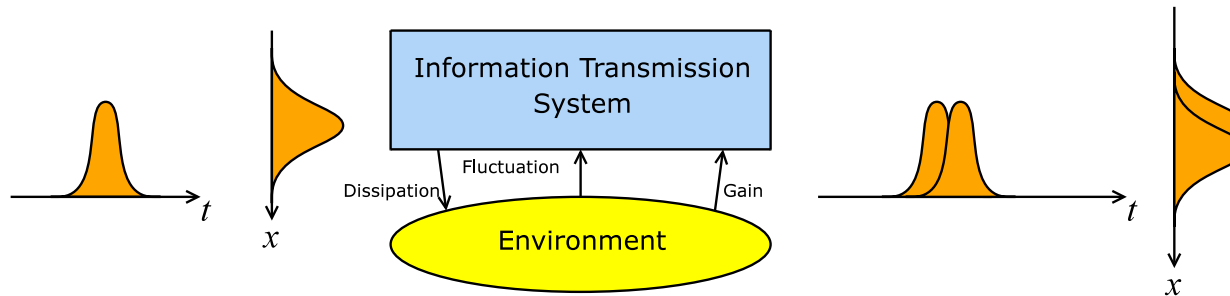 t
x
Information Transmission
System
Fluctuation
Dissipation
Gain
Environment
t
x